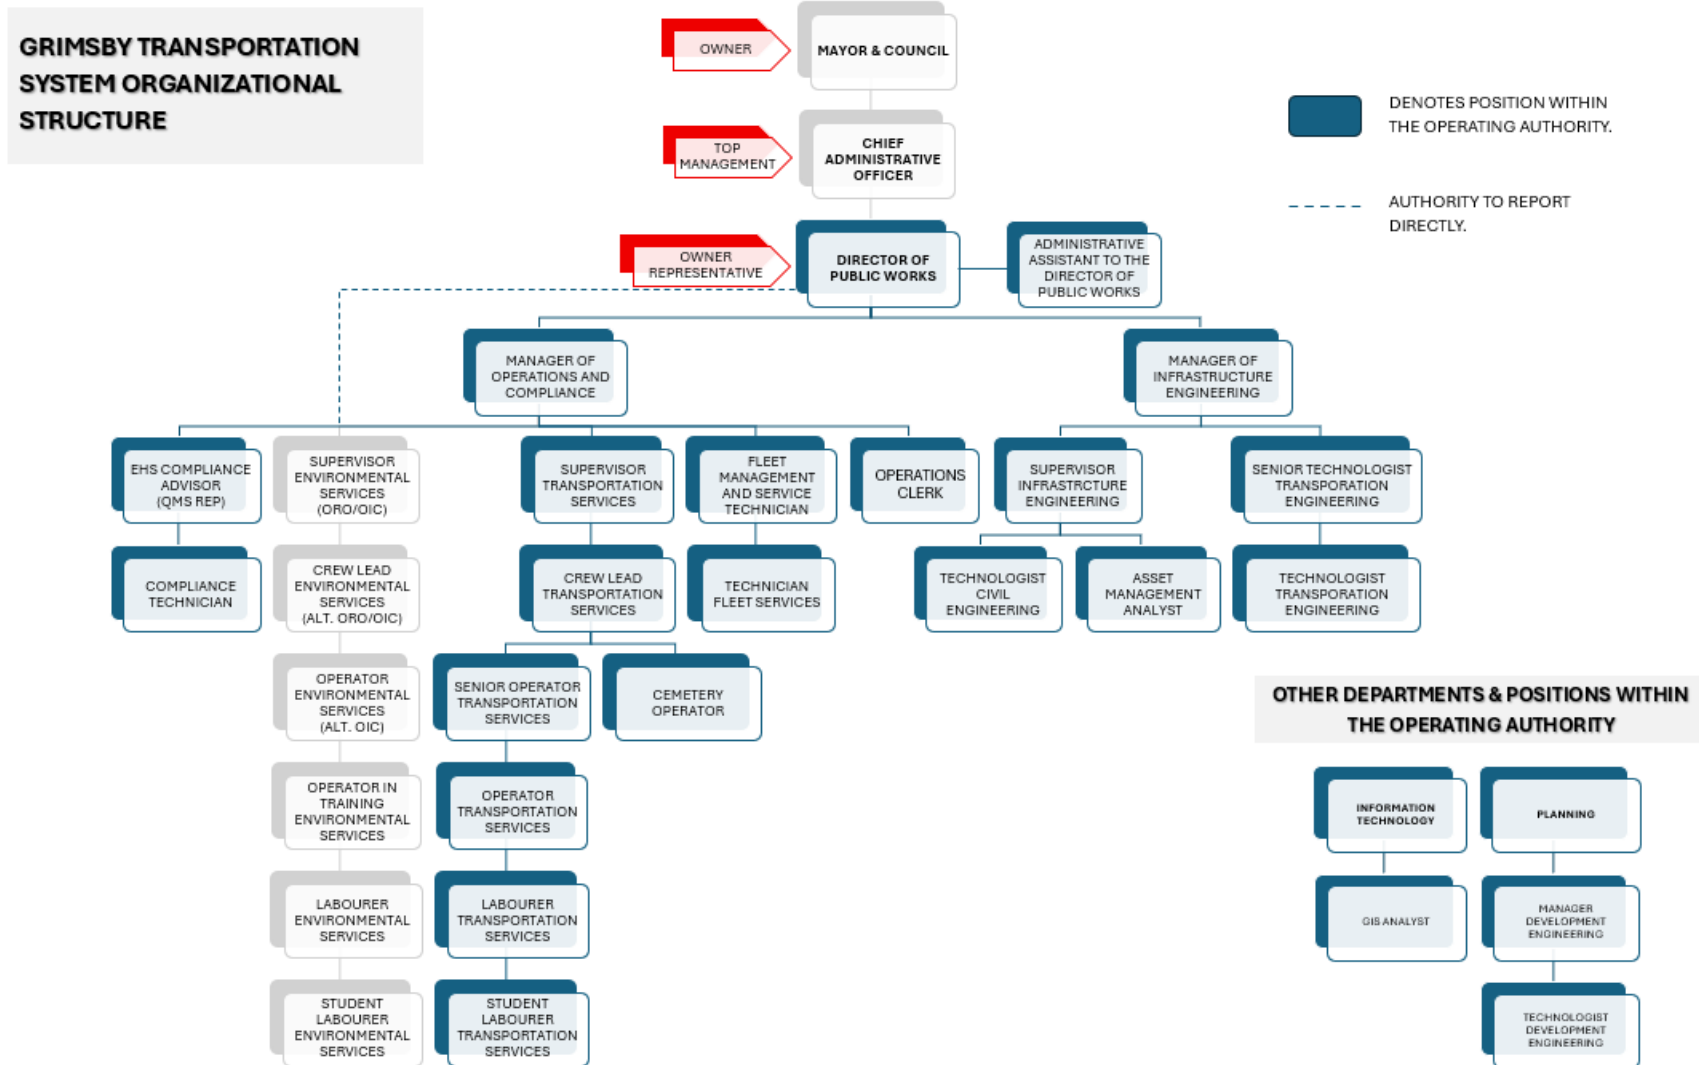 GRIMSBY TRANSPORTATION
SYSTEM ORGANIZATIONAL
STRUCTURE
OWNER
MAYOR & COUNCIL
DENOTES POSITION WITHIN
THE OPERATING AUTHORITY.
TOP
MANAGEMENT
CHIEF
ADMINISTRATIVE
OFFICER
AUTHORITY TO REPORT
DIRECTLY.
OWNER
REPRESENTATIVE
DIRECTOR OF
PUBLIC WORKS
ADMINISTRATIVE
ASSISTANT TO THE
DIRECTOR OF
PUBLIC WORKS
MANAGER OF
OPERATIONS AND
COMPLIANCE
MANAGER OF
INFRASTRUCTURE
ENGINEERING
EHS COMPLIANCE
ADVISOR
(QMS REP)
SUPERVISOR
ENVIRONMENTAL
SERVICES
(ORO/OIC)
SUPERVISOR
TRANSPORTATION
SERVICES
FLEET
MANAGEMENT
AND SERVICE
TECHNICIAN
OPERATIONS
CLERK
SUPERVISOR
INFRASTRCTURE
ENGINEERING
SENIOR TECHNOLOGIST
TRANSPORATION
ENGINEERING
COMPLIANCE
TECHNICIAN
CREW LEAD
ENVIRONMENTAL
SERVICES
(ALT. ORO/OIC)
CREW LEAD
TRANSPORTATION
SERVICES
TECHNICIAN
FLEET SERVICES
TECHNOLOGIST
CIVIL
ENGINEERING
ASSET
MANAGEMENT
ANALYST
TECHNOLOGIST
TRANSPORATION
ENGINEERING
OPERATOR
ENVIRONMENTAL
SERVICES
(ALT. OIC)
SENIOR OPERATOR
TRANSPORTATION
SERVICES
CEMETERY
OPERATOR
OTHER DEPARTMENTS & POSITIONS WITHIN
THE OPERATING AUTHORITY
OPERATOR IN
TRAINING
ENVIRONMENTAL
SERVICES
OPERATOR
TRANSPORTATION
SERVICES
INFORMATION
TECHNOLOGY
PLANNING
LABOURER
ENVIRONMENTAL
SERVICES
LABOURER
TRANSPORTATION
SERVICES
GIS ANALYST
MANAGER
DEVELOPMENT
ENGINEERING
STUDENT
LABOURER
ENVIRONMENTAL
SERVICES
STUDENT
LABOURER
TRANSPORTATION
SERVICES
TECHNOLOGIST
DEVELOPMENT
ENGINEERING